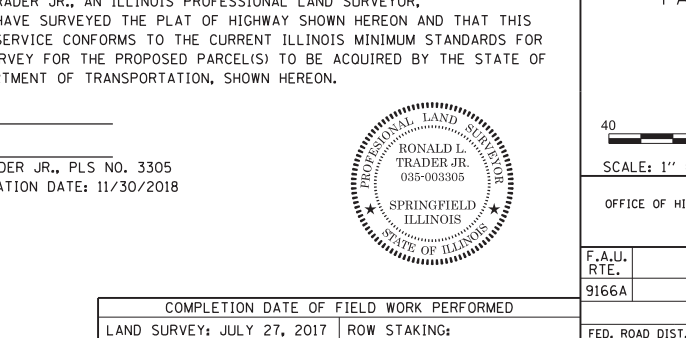 RADER JR., AN ILLINOIS PROFESSIONAL LAND SURVEYOR,
HAVE SURVEYED THE PLAT OF HIGHWAY SHOWN HEREON AND THAT THIS
SERVICE CONFORMS TO THE CURRENT ILLINOIS MINIMUM STANDARDS FOR
RVEY FOR THE PROPOSED PARCEL(S) TO BE ACQUIRED BY THE STATE OF
TMENT OF TRANSPORTATION, SHOWN HEREON.
DER JR., PLS NO. 3305
ATION DATE: 11/30/2018
PROFESIONAL LAND SURVEYOR
RONALD L.
TRADER JR.
035-003305
SPRINGFIELD
ILLINOIS
STATE OF ILLINOIS
COMPLETION DATE OF FIELD WORK PERFORMED
LAND SURVEY: JULY 27, 2017 ROW STAKING:
40
SCALE: 1"
OFFICE OF HI
F.A.U.
RTE.
9166A
FED. ROAD DIST.